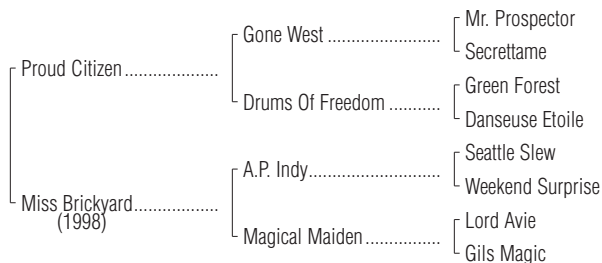 Mr. Prospector
Gone West ........................
Secrettame
Proud Citizen ....................
Green Forest
Drums Of Freedom ...........
Danseuse Etoile
Seattle Slew
A.P. Indy............................
Weekend Surprise
Miss Brickyard..................
(1998)
Lord Avie
Magical Maiden................
Gils Magic